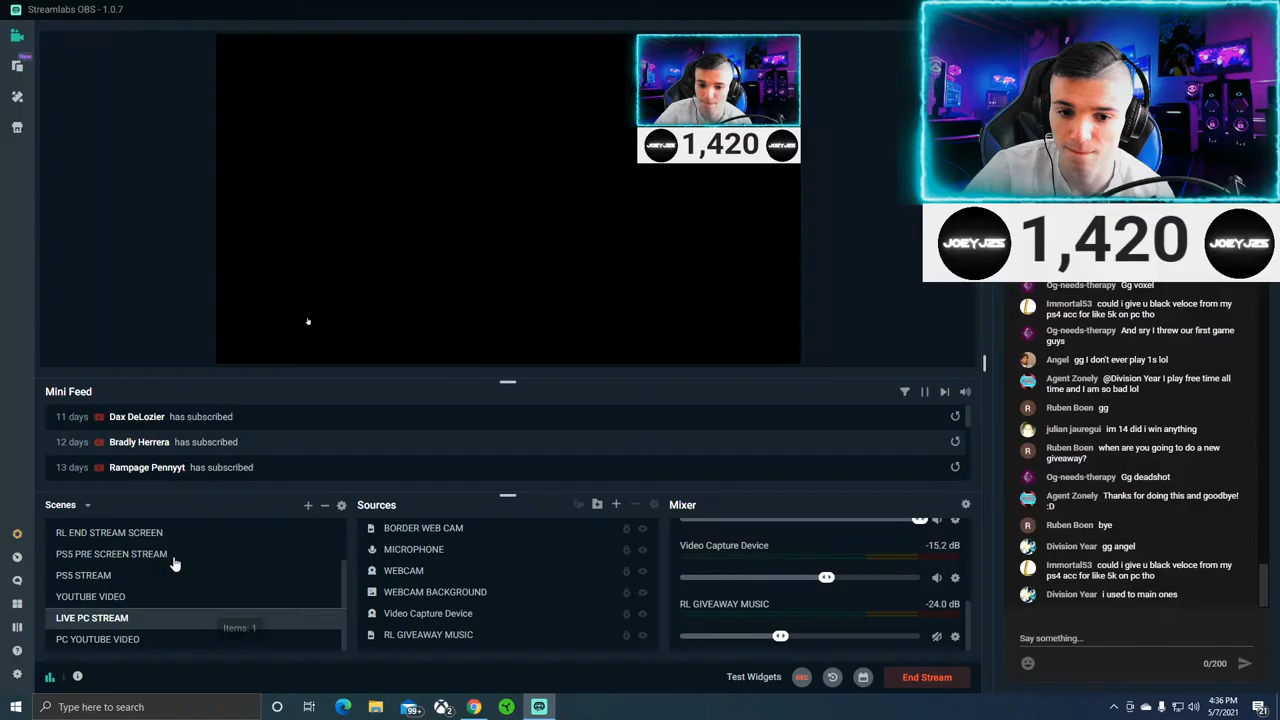 Streamlabs OBS - 1.0.7
New
JOEYJZS 1,420 JOEYJZS
JOEYJZS 1,420 JOEYJZS
Og-needs-therapy Gg voxel
Immortal53 could i give u black veloce from my
ps4 acc for like 5k on pc tho
Og-needs-therapy And sry I threw our first game
guys
Angel gg I don't ever play 1s lol
Agent Zonely @Division Year I play free time all
time and I am so bad lol
R Ruben Boen gg
julian jauregui im 14 did i win anything
R Ruben Boen when are you going to do a new
giveaway?
Og-needs-therapy Gg deadshot
Agent Zonely Thanks for doing this and goodbye!
:D
R Ruben Boen bye
Division Year gg angel
Immortal53 could i give u black veloce from my
ps4 acc for like 5k on pc tho
Division Year i used to main ones
Say something...
0/200
Mini Feed
11 days Dax DeLozier has subscribed
12 days Bradly Herrera has subscribed
13 days Rampage Pennyyt has subscribed
Scenes
RL END STREAM SCREEN
PS5 PRE SCREEN STREAM
PS5 STREAM
YOUTUBE VIDEO
LIVE PC STREAM
Items: 1
PC YOUTUBE VIDEO
Sources
BORDER WEB CAM
MICROPHONE
WEBCAM
WEBCAM BACKGROUND
Video Capture Device
RL GIVEAWAY MUSIC
Mixer
Video Capture Device -15.2 dB
RL GIVEAWAY MUSIC -24.0 dB
Test Widgets REC End Stream
Type here to search
99+
2
4:36 PM
5/7/2021
21